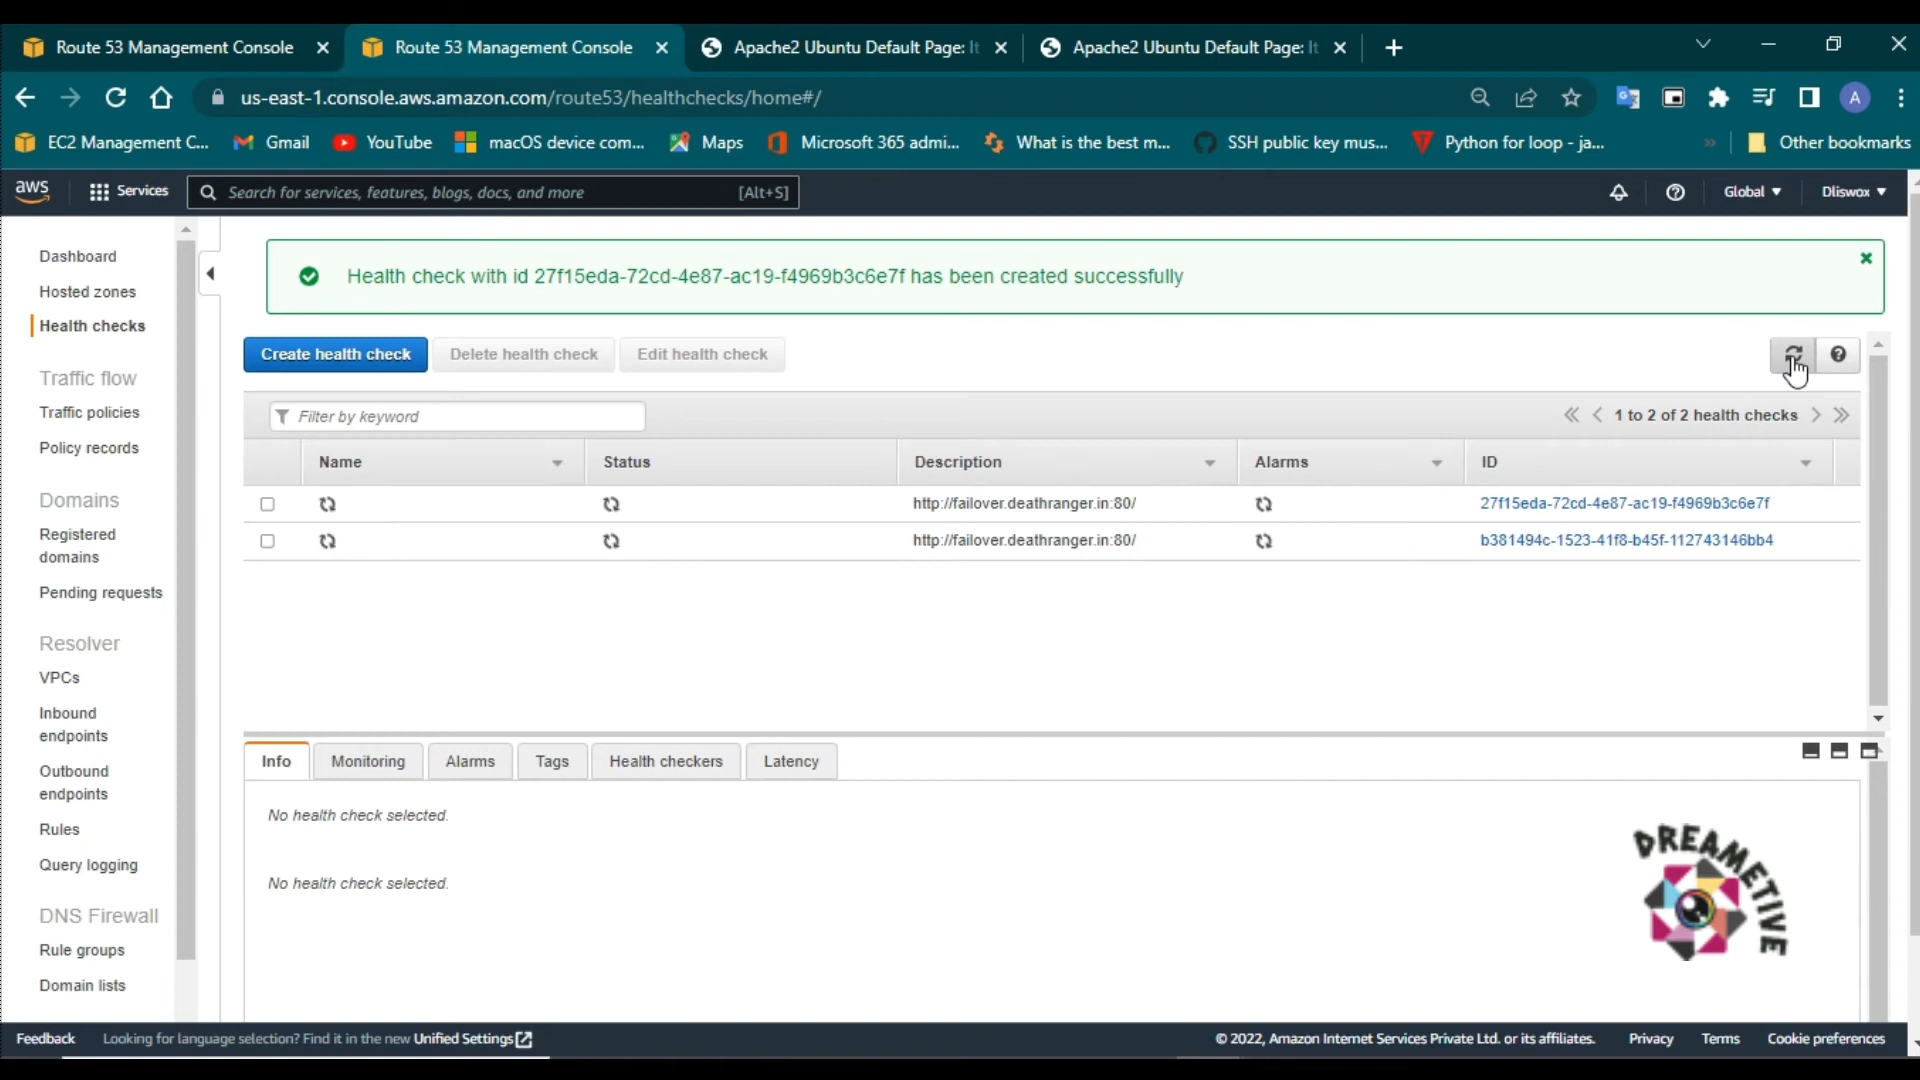 Route 53 Management Console
Route 53 Management Console
Apache2 Ubuntu Default Page: It
Apache2 Ubuntu Default Page: It
us-east-1.console.aws.amazon.com/route53/healthchecks/home#/
A
EC2 Management C...
Gmail
YouTube
macOS device com...
Maps
Microsoft 365 admi...
What is the best m...
SSH public key mus...
Python for loop - ja...
Other bookmarks
aws
Services
Search for services, features, blogs, docs, and more
[Alt+S]
Global
Dliswox
Dashboard
Hosted zones
Health checks
Traffic flow
Traffic policies
Policy records
Domains
Registered
domains
Pending requests
Resolver
VPCs
Inbound
endpoints
Outbound
endpoints
Rules
Query logging
DNS Firewall
Rule groups
Domain lists
Health check with id 27f15eda-72cd-4e87-ac19-f4969b3c6e7f has been created successfully
Create health check
Delete health check
Edit health check
Filter by keyword
1 to 2 of 2 health checks
Name Status Description Alarms ID
http://failover.deathranger.in:80/ 27f15eda-72cd-4e87-ac19-f4969b3c6e7f
http://failover.deathranger.in:80/ b381494c-1523-41f8-b45f-112743146bb4
Info Monitoring Alarms Tags Health checkers Latency
No health check selected.
No health check selected.
DREAMETIVE
Feedback
Looking for language selection? Find it in the new Unified Settings
© 2022, Amazon Internet Services Private Ltd. or its affiliates.
Privacy
Terms
Cookie preferences